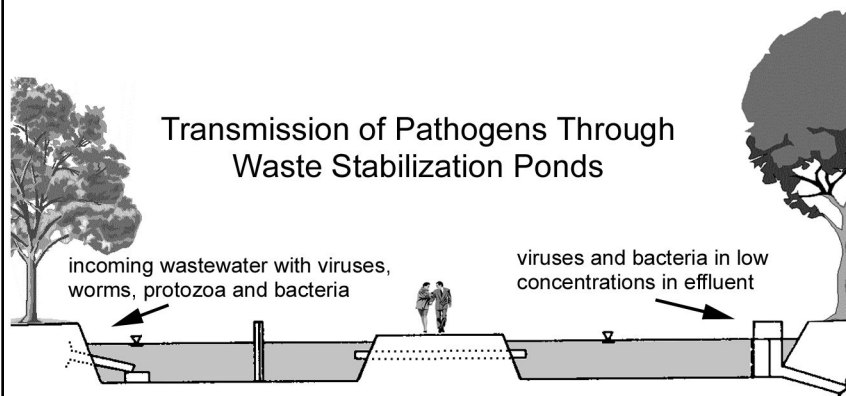 Transmission of Pathogens Through
Waste Stabilization Ponds
incoming wastewater with viruses,
worms, protozoa and bacteria
viruses and bacteria in low
concentrations in effluent